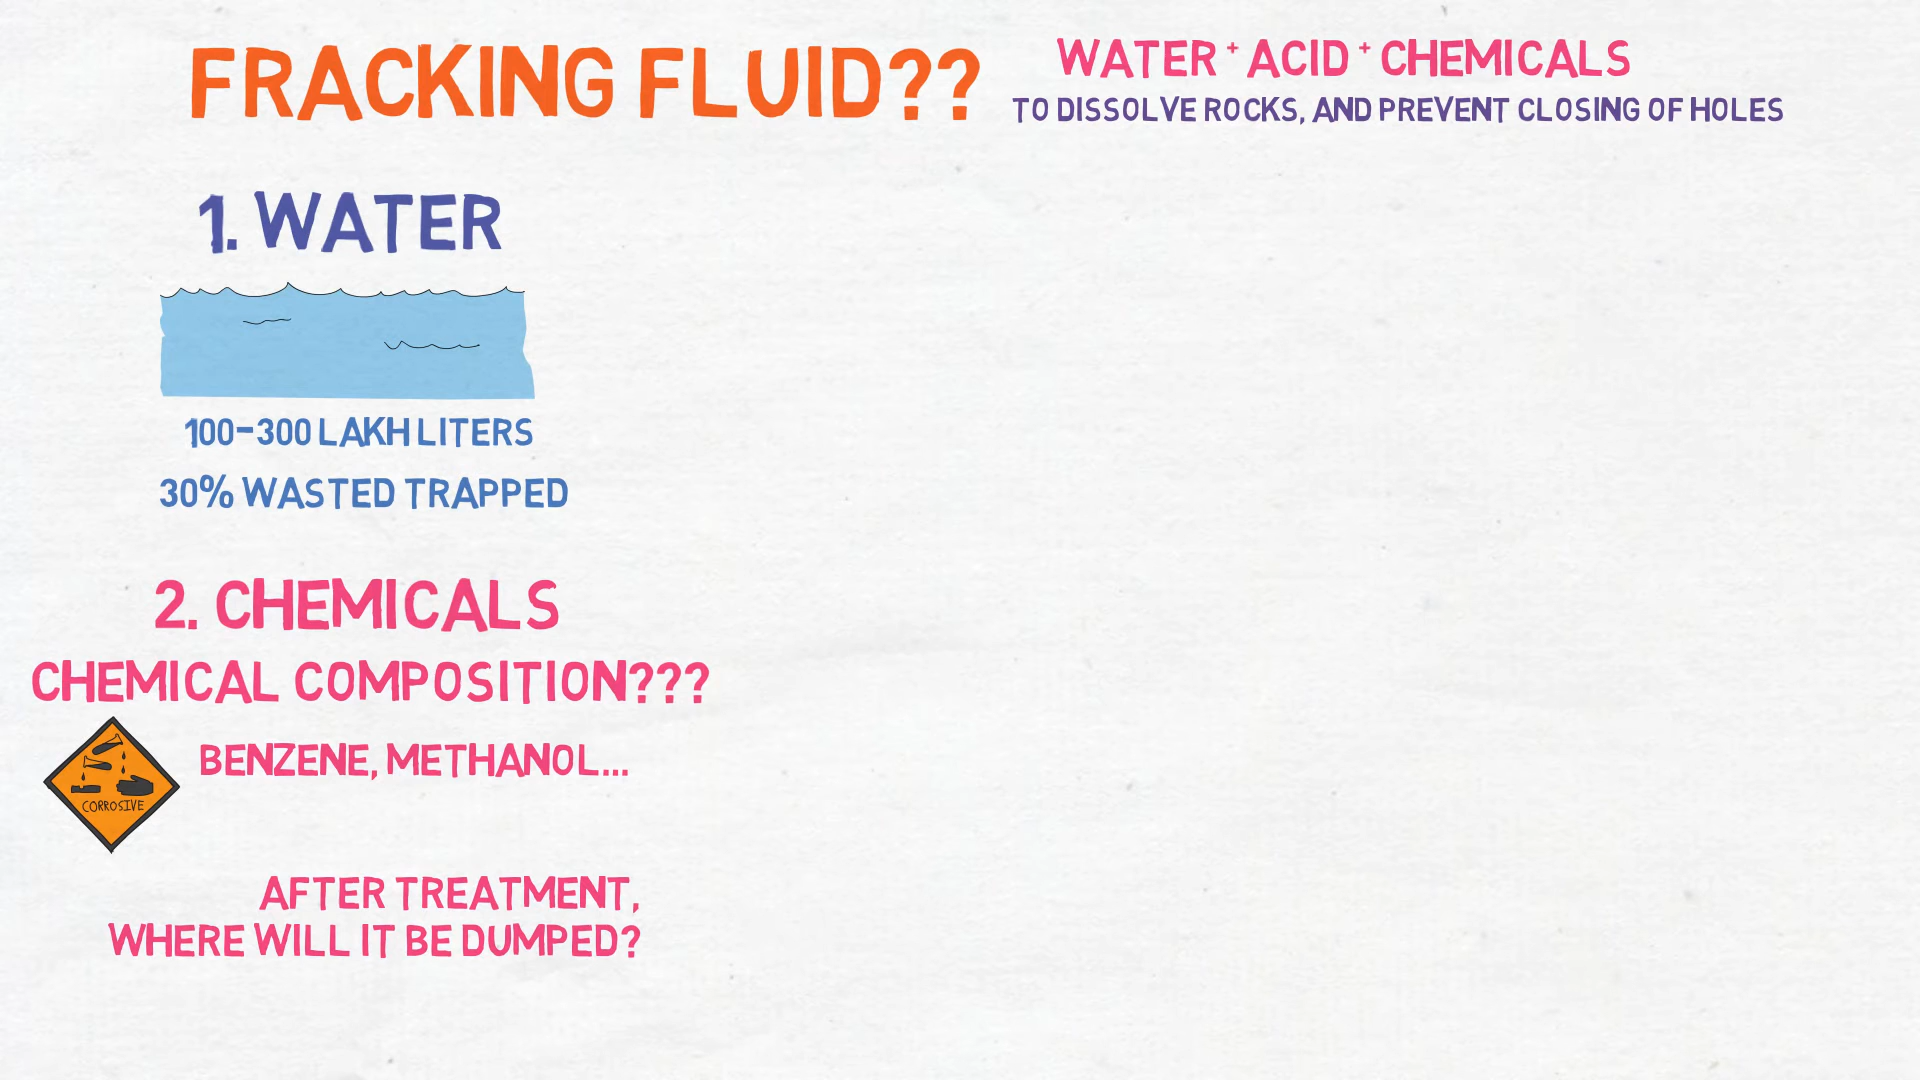 FRACKING FLUID??
WATER + ACID + CHEMICALS
TO DISSOLVE ROCKS, AND PREVENT CLOSING OF HOLES
1. WATER
100-300 LAKH LITERS
30% WASTED TRAPPED
2. CHEMICALS
CHEMICAL COMPOSITION???
BENZENE, METHANOL...
CORROSIVE
AFTER TREATMENT,
WHERE WILL IT BE DUMPED?